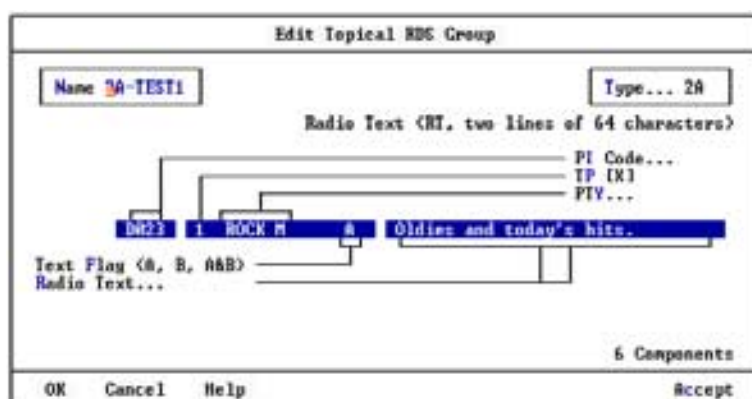 Edit Topical RDS Group
Name 2A-TEST1
Type... 2A
Radio Text (RT, two lines of 64 characters)
PI Code...
TP [X]
PTY...
DA23 1 ROCK M A Oldies and today's hits.
Text Flag (A, B, A&B)
Radio Text...
6 Components
OK Cancel Help Accept